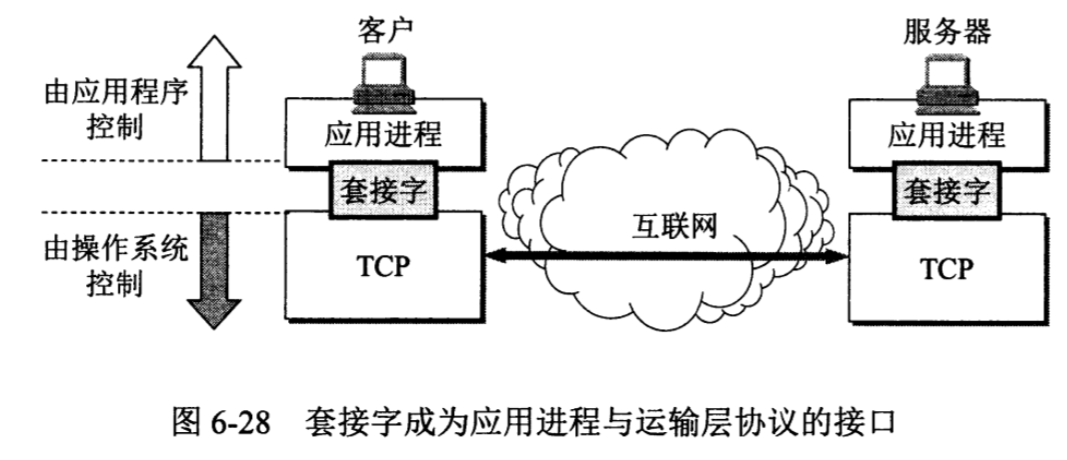 客户
服务器
由应用程序
控制
应用进程
应用进程
套接字
套接字
互联网
由操作系统
控制
TCP
TCP
图 6-28 套接字成为应用进程与运输层协议的接口